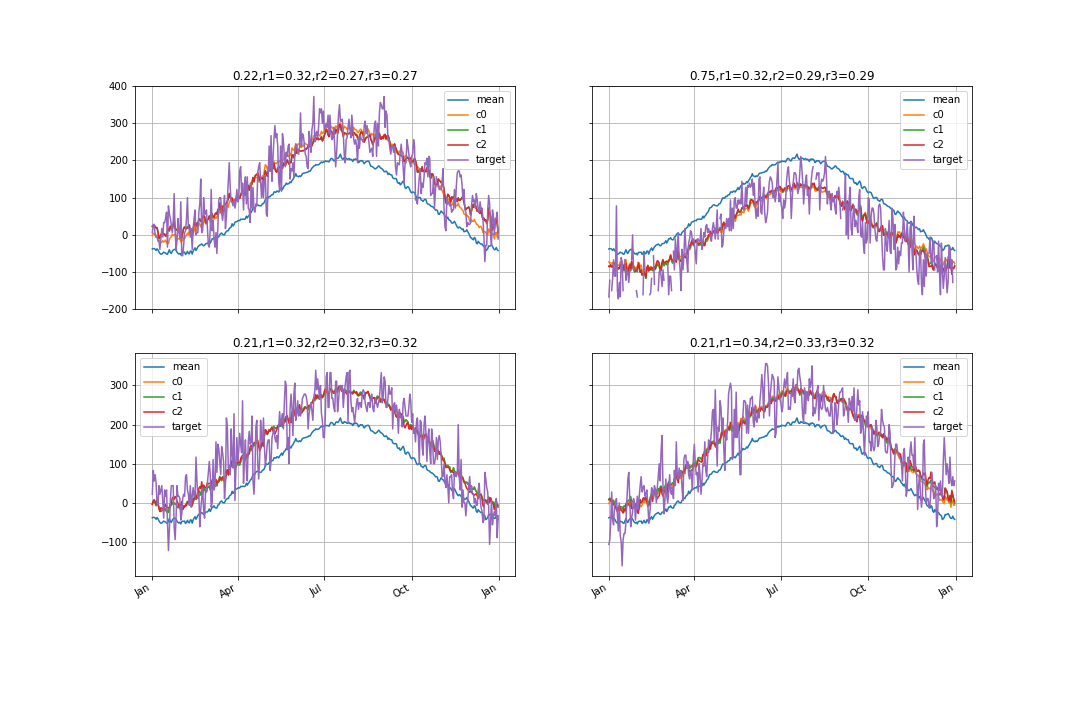 0.22,r1=0.32,r2=0.27,r3=0.27
400
300
200
100
0
−100
−200
mean
c0
c1
c2
target
0.75,r1=0.32,r2=0.29,r3=0.29
mean
c0
c1
c2
target
0.21,r1=0.32,r2=0.32,r3=0.32
300
200
100
0
−100
mean
c0
c1
c2
target
Jan
Apr
Jul
Oct
Jan
0.21,r1=0.34,r2=0.33,r3=0.32
mean
c0
c1
c2
target
Jan
Apr
Jul
Oct
Jan